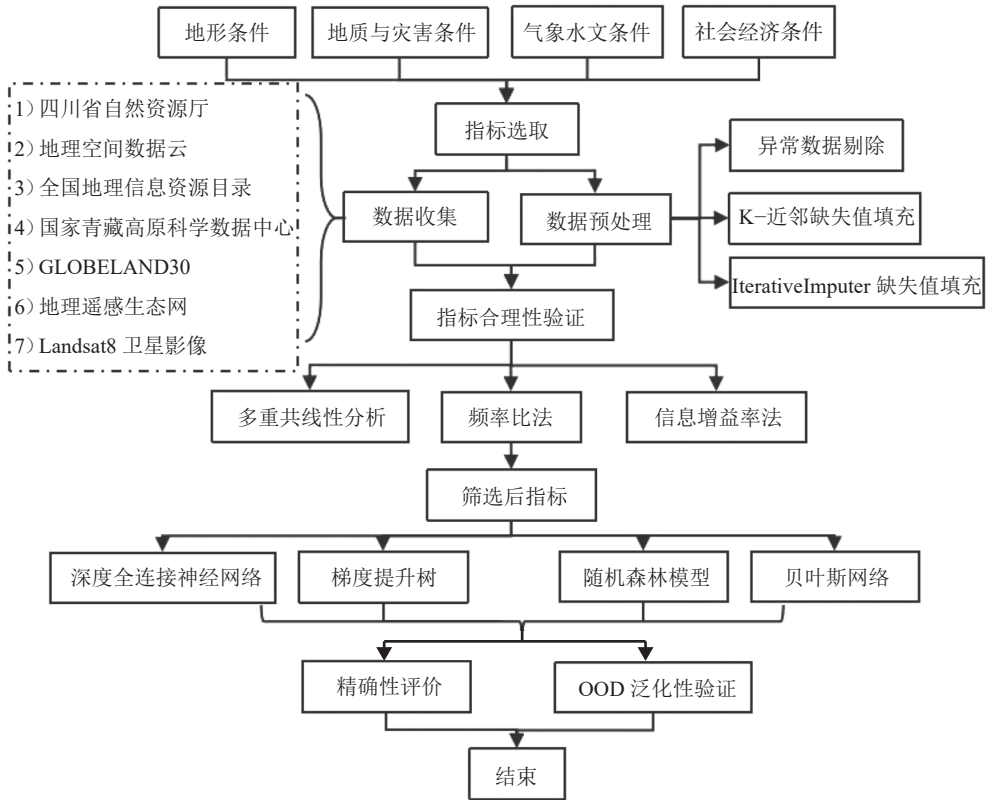 地形条件
地质与灾害条件
气象水文条件
社会经济条件
1）四川省自然资源厅
2）地理空间数据云
3）全国地理信息资源目录
4）国家青藏高原科学数据中心
5）GLOBELAND30
6）地理遥感生态网
7）Landsat8 卫星影像
指标选取
数据收集
数据预处理
异常数据剔除
K−近邻缺失值填充
IterativeImputer 缺失值填充
指标合理性验证
多重共线性分析
频率比法
信息增益率法
筛选后指标
深度全连接神经网络
梯度提升树
随机森林模型
贝叶斯网络
精确性评价
OOD 泛化性验证
结束